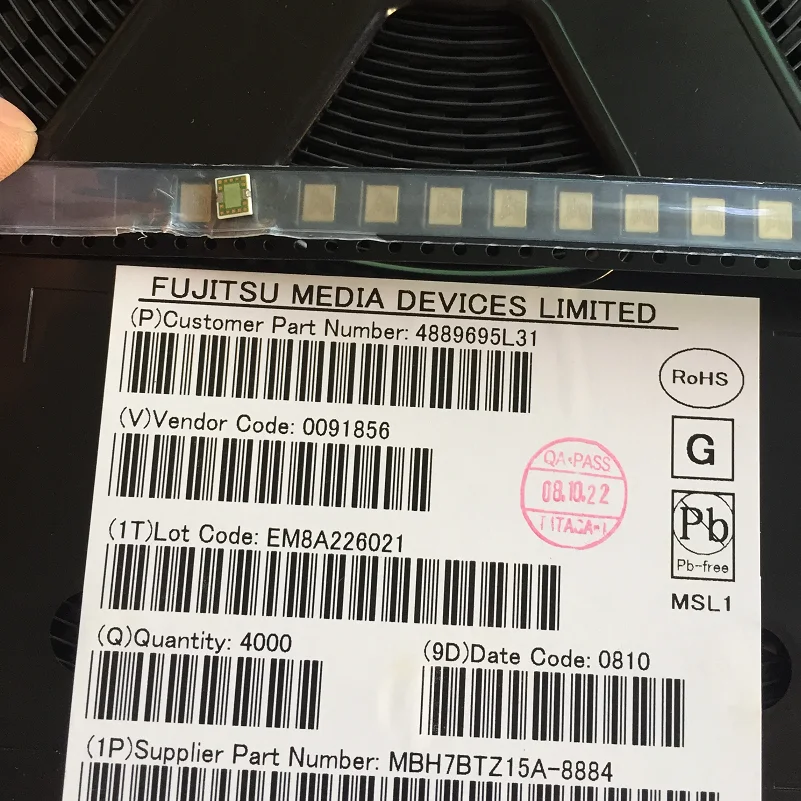 FUJITSU MEDIA DEVICES LIMITED
(P)Customer Part Number: 4889695L31
RoHS
(V)Vendor Code: 0091856
G
QA-PASS
08.10.22
(1T)Lot Code: EM8A226021
Pb
Pb-free
MSL1
(Q)Quantity: 4000
(9D)Date Code: 0810
(1P)Supplier Part Number: MBH7BTZ15A-8884